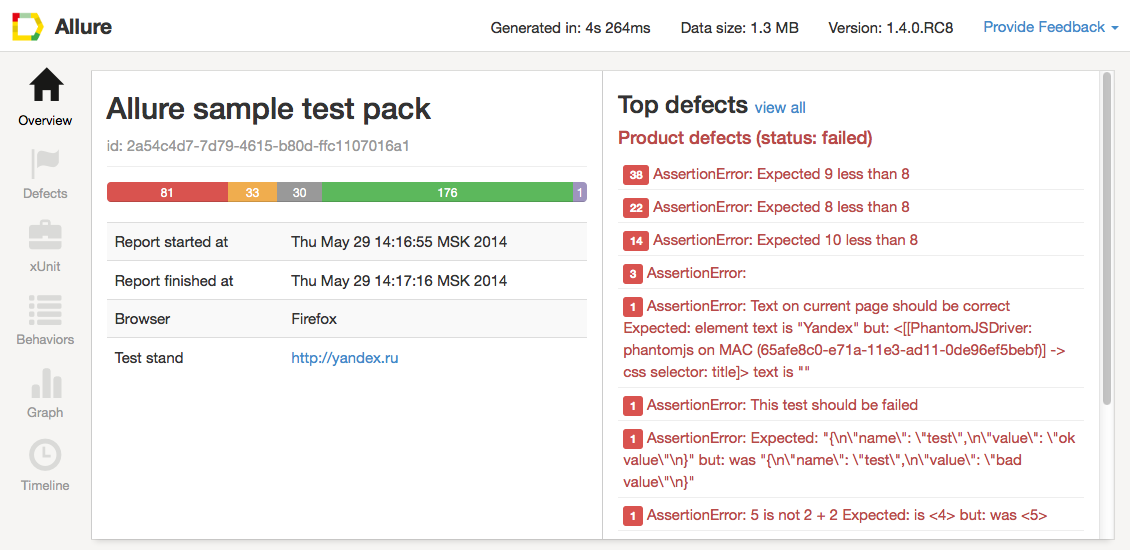 Allure
Generated in: 4s 264ms Data size: 1.3 MB Version: 1.4.0.RC8 Provide Feedback
Overview
Defects
xUnit
Behaviors
Graph
Timeline
Allure sample test pack
id: 2a54c4d7-7d79-4615-b80d-ffc1107016a1
81 33 30 176 1
Report started at Thu May 29 14:16:55 MSK 2014
Report finished at Thu May 29 14:17:16 MSK 2014
Browser Firefox
Test stand http://yandex.ru
Top defects view all
Product defects (status: failed)
38 AssertionError: Expected 9 less than 8
22 AssertionError: Expected 8 less than 8
14 AssertionError: Expected 10 less than 8
3 AssertionError:
1 AssertionError: Text on current page should be correct
Expected: element text is "Yandex" but: <[[PhantomJSDriver:
phantomjs on MAC (65afe8c0-e71a-11e3-ad11-0de96ef5bebf)] ->
css selector: title]> text is ""
1 AssertionError: This test should be failed
1 AssertionError: Expected: "{\n\"name\": \"test\",\n\"value\": \"ok
value\"\n}" but: was "{\n\"name\": \"test\",\n\"value\": \"bad
value\"\n}"
1 AssertionError: 5 is not 2 + 2 Expected: is <4> but: was <5>